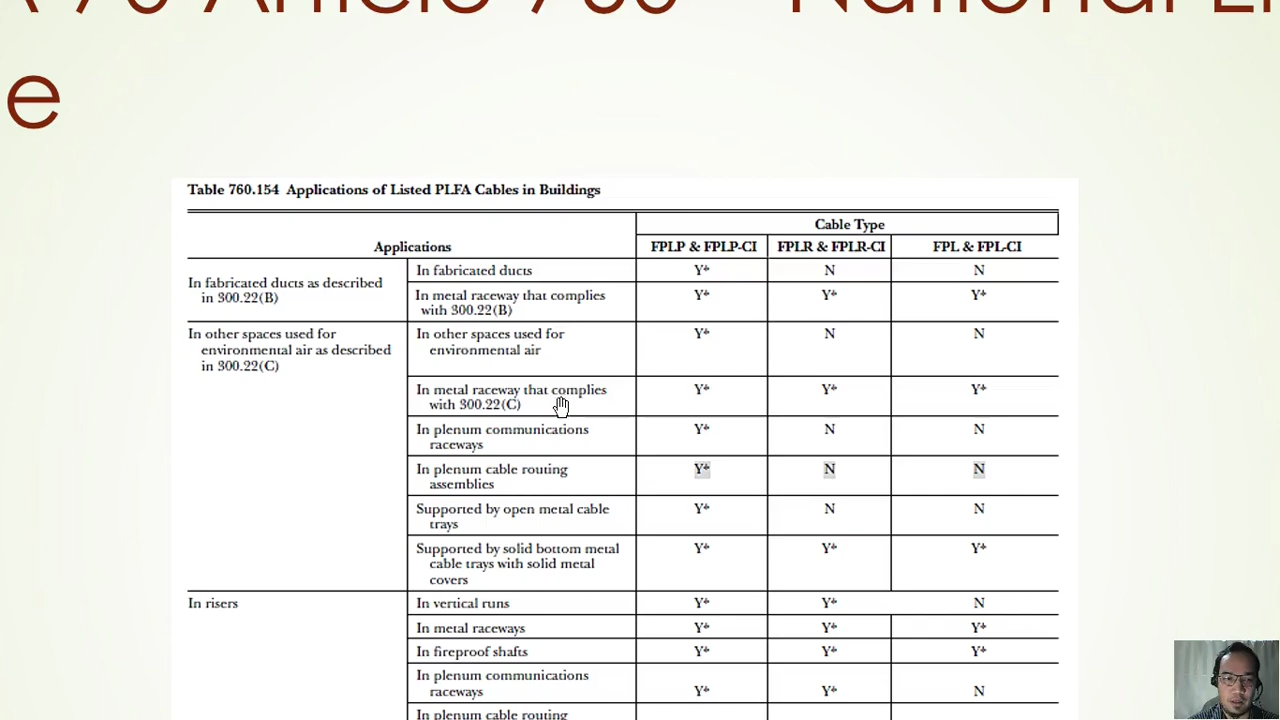 e
Table 760.154 Applications of Listed PLFA Cables in Buildings
Cable Type
Applications FPLP & FPLP-CI FPLR & FPLR-CI FPL & FPL-CI
In fabricated ducts as described
in 300.22(B)
In fabricated ducts Y* N N
In metal raceway that complies
with 300.22(B) Y* Y* Y*
In other spaces used for
environmental air as described
in 300.22(C)
In other spaces used for
environmental air Y* N N
In metal raceway that complies
with 300.22(C) Y* Y* Y*
In plenum communications
raceways Y* N N
In plenum cable routing
assemblies Y* N N
Supported by open metal cable
trays Y* N N
Supported by solid bottom metal
cable trays with solid metal
covers Y* Y* Y*
In risers
In vertical runs Y* Y* N
In metal raceways Y* Y* Y*
In fireproof shafts Y* Y* Y*
In plenum communications
raceways Y* Y* N
In plenum cable routing